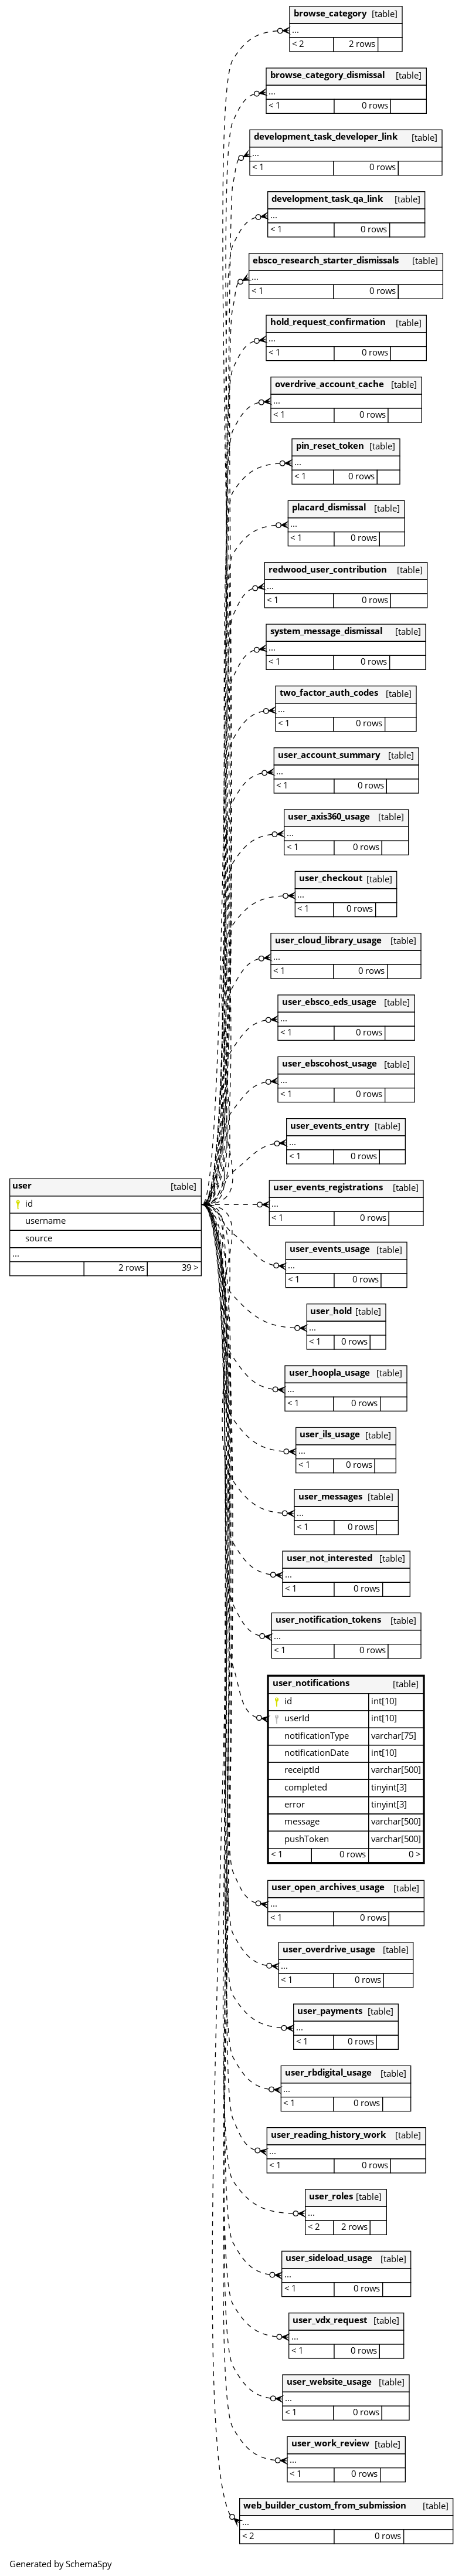 browse_category [table]
...
< 2 2 rows
browse_category_dismissal [table]
...
< 1 0 rows
development_task_developer_link [table]
...
< 1 0 rows
development_task_qa_link [table]
...
< 1 0 rows
ebsco_research_starter_dismissals [table]
...
< 1 0 rows
hold_request_confirmation [table]
...
< 1 0 rows
overdrive_account_cache [table]
...
< 1 0 rows
pin_reset_token [table]
...
< 1 0 rows
placard_dismissal [table]
...
< 1 0 rows
redwood_user_contribution [table]
...
< 1 0 rows
system_message_dismissal [table]
...
< 1 0 rows
two_factor_auth_codes [table]
...
< 1 0 rows
user_account_summary [table]
...
< 1 0 rows
user_axis360_usage [table]
...
< 1 0 rows
user_checkout [table]
...
< 1 0 rows
user_cloud_library_usage [table]
...
< 1 0 rows
user_ebsco_eds_usage [table]
...
< 1 0 rows
user_ebscohost_usage [table]
...
< 1 0 rows
user_events_entry [table]
...
< 1 0 rows
user [table]
id
username
source
...
2 rows 39 >
user_events_registrations [table]
...
< 1 0 rows
user_events_usage [table]
...
< 1 0 rows
user_hold [table]
...
< 1 0 rows
user_hoopla_usage [table]
...
< 1 0 rows
user_ils_usage [table]
...
< 1 0 rows
user_messages [table]
...
< 1 0 rows
user_not_interested [table]
...
< 1 0 rows
user_notification_tokens [table]
...
< 1 0 rows
user_notifications [table]
id int[10]
userId int[10]
notificationType varchar[75]
notificationDate int[10]
receiptId varchar[500]
completed tinyint[3]
error tinyint[3]
message varchar[500]
pushToken varchar[500]
< 1 0 rows 0 >
user_open_archives_usage [table]
...
< 1 0 rows
user_overdrive_usage [table]
...
< 1 0 rows
user_payments [table]
...
< 1 0 rows
user_rbdigital_usage [table]
...
< 1 0 rows
user_reading_history_work [table]
...
< 1 0 rows
user_roles [table]
...
< 2 2 rows
user_sideload_usage [table]
...
< 1 0 rows
user_vdx_request [table]
...
< 1 0 rows
user_website_usage [table]
...
< 1 0 rows
user_work_review [table]
...
< 1 0 rows
web_builder_custom_from_submission [table]
...
< 2 0 rows
Generated by SchemaSpy